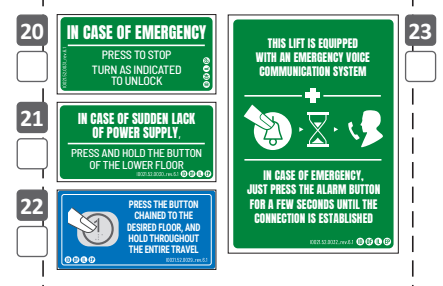 20
IN CASE OF EMERGENCY
PRESS TO STOP
TURN AS INDICATED
TO UNLOCK
21
IN CASE OF SUDDEN LACK
OF POWER SUPPLY,
PRESS AND HOLD THE BUTTON
OF THE LOWER FLOOR
22
PRESS THE BUTTON
CHAINED TO THE
DESIRED FLOOR, AND
HOLD THROUGHOUT
THE ENTIRE TRAVEL
23
THIS LIFT IS EQUIPPED
WITH AN EMERGENCY VOICE
COMMUNICATION SYSTEM
IN CASE OF EMERGENCY,
JUST PRESS THE ALARM BUTTON
FOR A FEW SECONDS UNTIL THE
CONNECTION IS ESTABLISHED